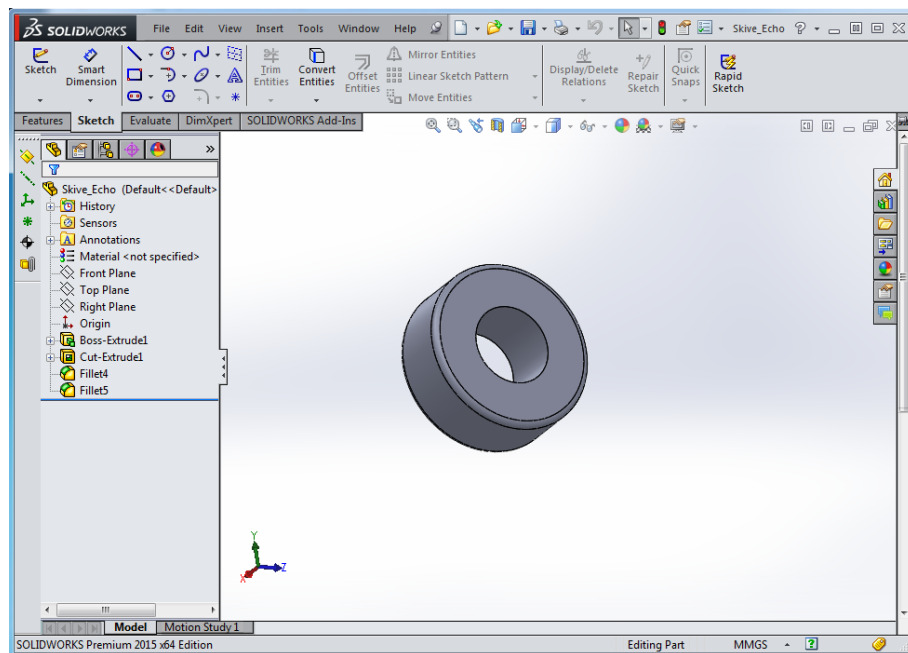 SOLIDWORKS File Edit View Insert Tools Window Help Skive_Echo ?
Sketch
Smart Dimension
Trim Entities
Convert Entities
Offset Entities
Mirror Entities
Linear Sketch Pattern
Move Entities
Display/Delete Relations
Repair Sketch
Quick Snaps
Rapid Sketch
Features Sketch Evaluate DimXpert SOLIDWORKS Add-Ins
»
Skive_Echo (Default<<Default>
History
Sensors
A Annotations
Material <not specified>
Front Plane
Top Plane
Right Plane
Origin
Boss-Extrude1
Cut-Extrude1
Fillet4
Fillet5
Y
X
Z
Model Motion Study 1
SOLIDWORKS Premium 2015 x64 Edition Editing Part MMGS ?